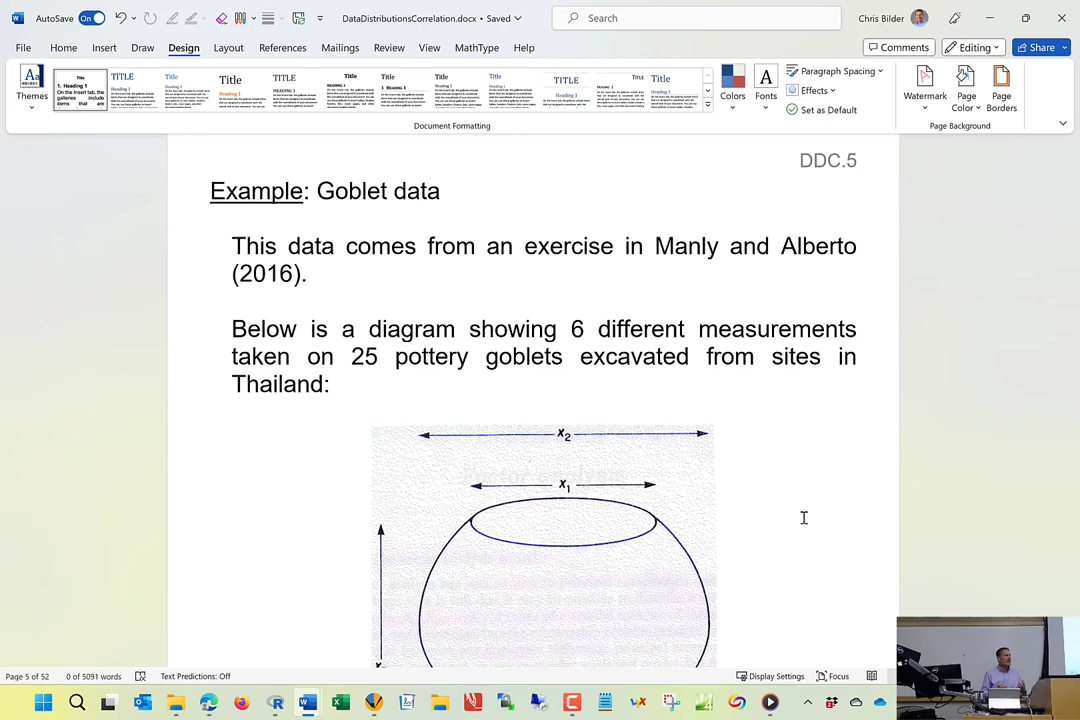 AutoSave On DataDistributionsCorrelation.docx • Saved Search Chris Bilder
File Home Insert Draw Design Layout References Mailings Review View MathType Help Comments Editing Share
Themes Colors Fonts Paragraph Spacing Effects Set as Default Watermark Page Color Page Borders
Document Formatting Page Background
DDC.5
Example: Goblet data
This data comes from an exercise in Manly and Alberto
(2016).
Below is a diagram showing 6 different measurements
taken on 25 pottery goblets excavated from sites in
Thailand:
x2
x1
Page 5 of 52 0 of 5091 words Text Predictions: Off Display Settings Focus